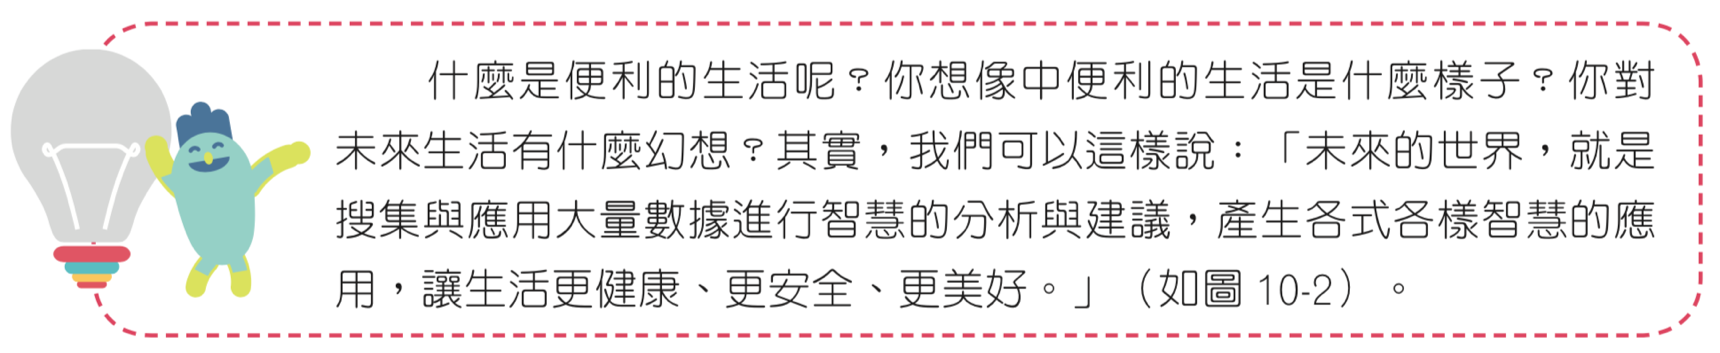 什麼是便利的生活呢？你想像中便利的生活是什麼樣子？你對
未來生活有什麼幻想？其實，我們可以這樣說：「未來的世界，就是
搜集與應用大量數據進行智慧的分析與建議，產生各式各樣智慧的應
用，讓生活更健康、更安全、更美好。」（如圖 10-2）。